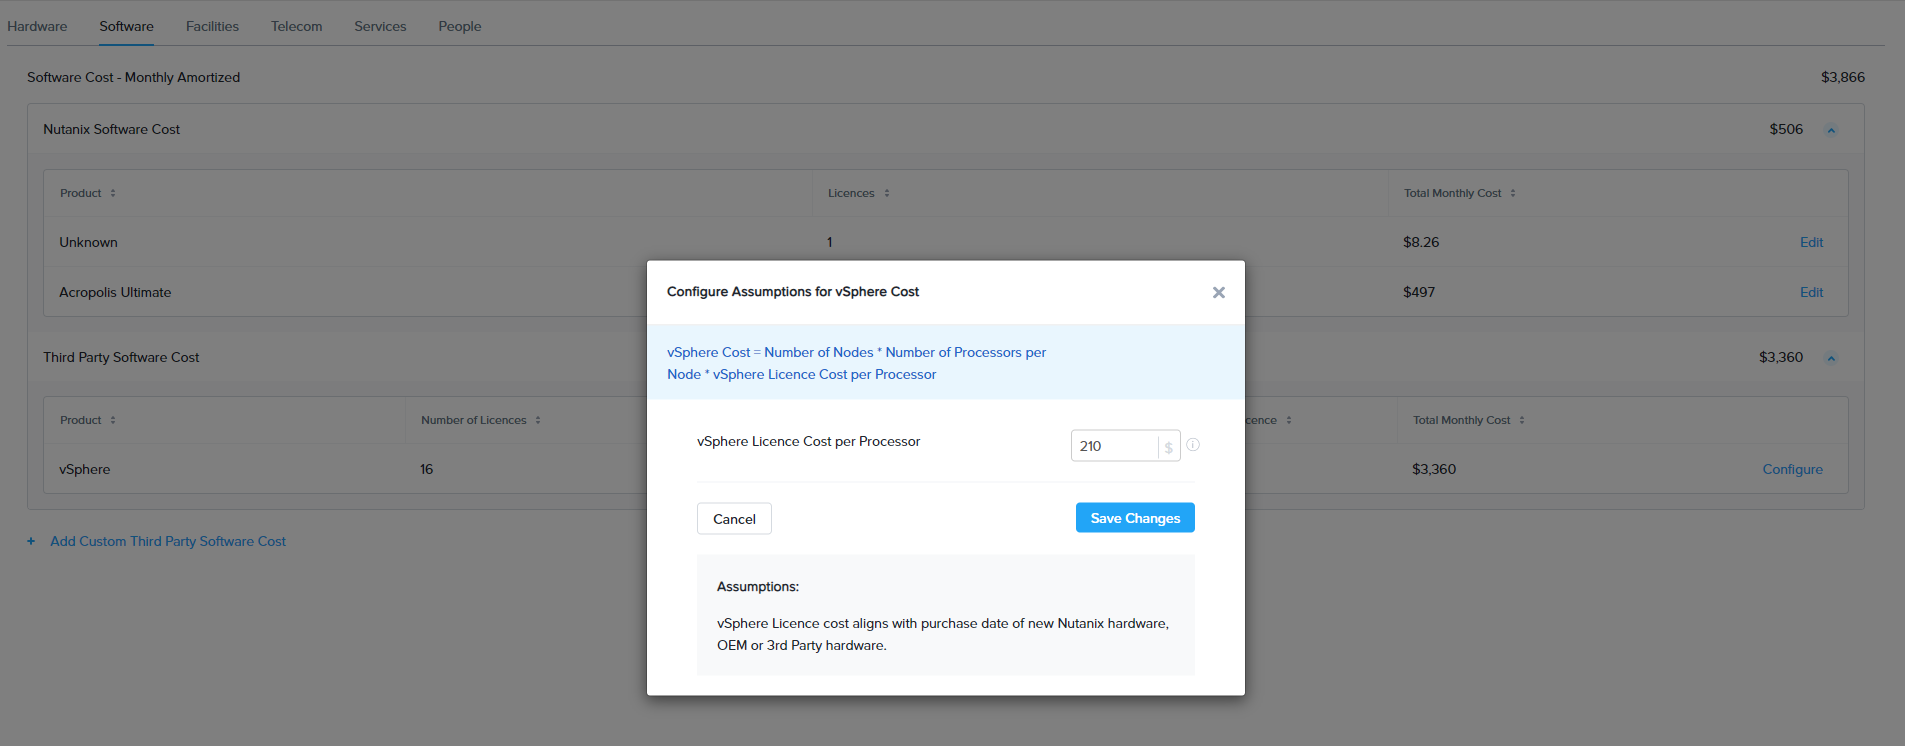 Hardware Software Facilities Telecom Services People
Software Cost - Monthly Amortized $3,866
Nutanix Software Cost $506
Product Licences Total Monthly Cost
Unknown 1 $8.26 Edit
Acropolis Ultimate $497 Edit
Third Party Software Cost $3,360
Product Number of Licences cence Total Monthly Cost
vSphere 16 $3,360 Configure
+ Add Custom Third Party Software Cost
Configure Assumptions for vSphere Cost
vSphere Cost = Number of Nodes * Number of Processors per
Node * vSphere Licence Cost per Processor
vSphere Licence Cost per Processor 210 $
Cancel Save Changes
Assumptions:
vSphere Licence cost aligns with purchase date of new Nutanix hardware,
OEM or 3rd Party hardware.